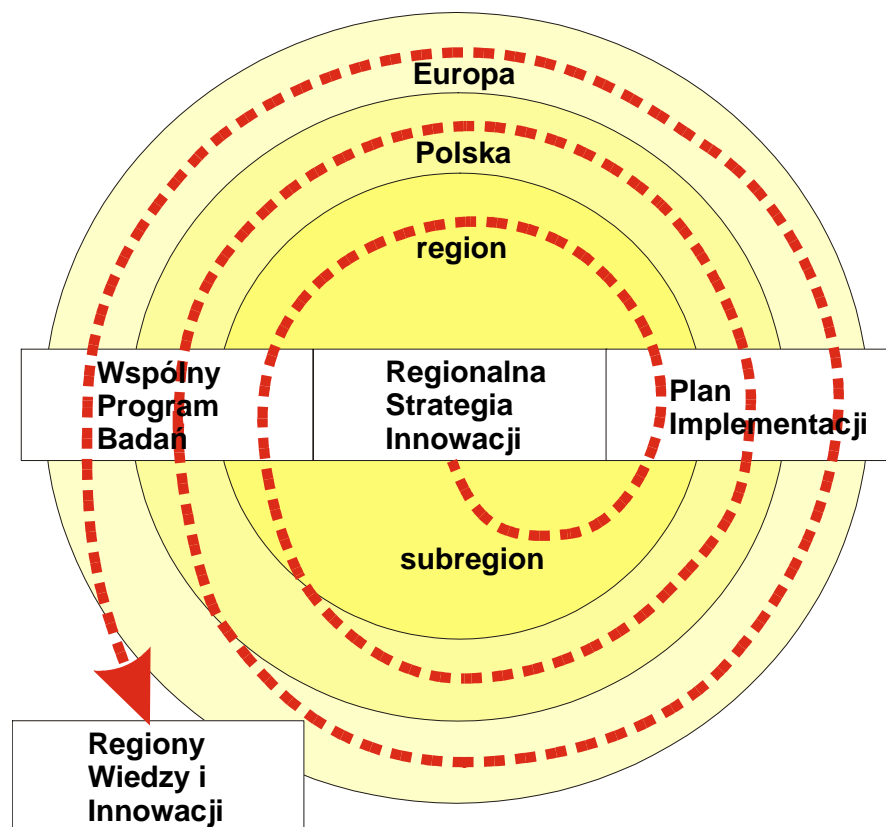 Europa
Polska
region
Wspólny
Program
Badań
Regionalna
Strategia
Innowacji
Plan
Implementacji
subregion
Regiony
Wiedzy i
Innowacji